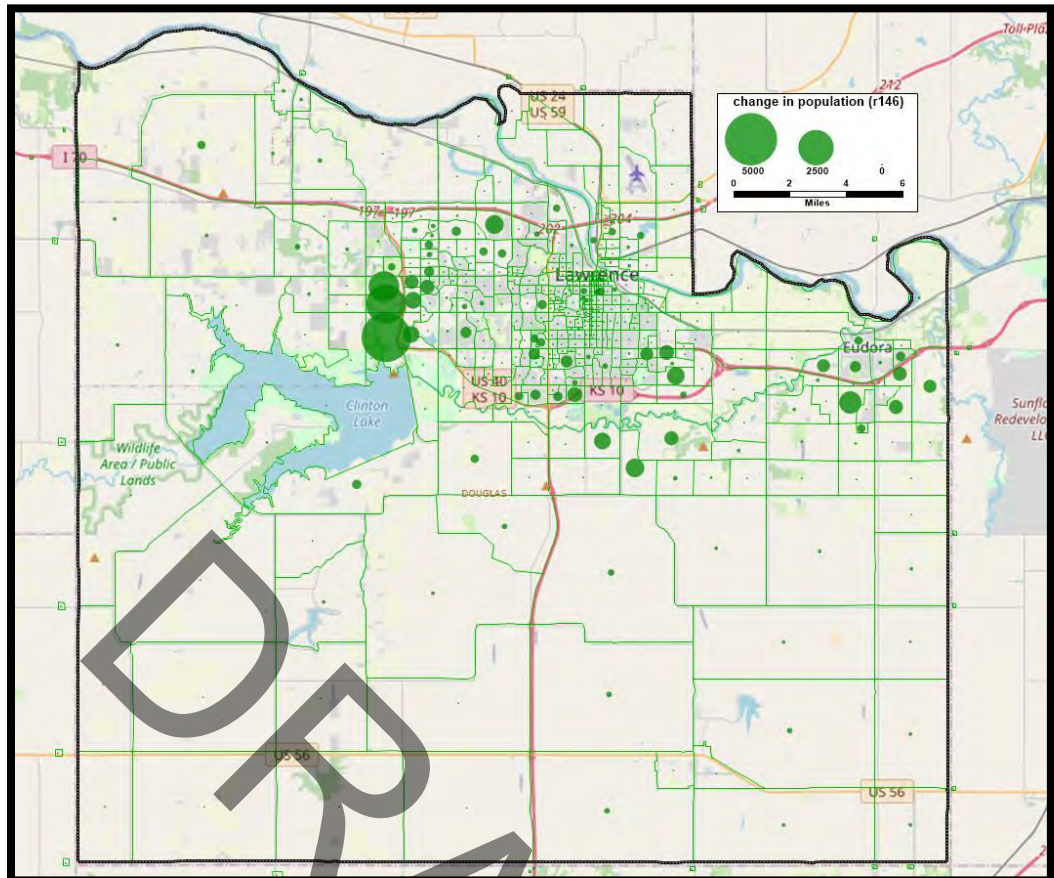 Toll-Pla
212
US 24
US 59
change in population (r146)
5000 2500 0
0 2 4 6
Miles
I 70
197 197
202
204
Lawrence
Eudora
US 40
KS 10
KS 10
Clinton
Lake
Wildlife
Area / Public
Lands
DOUGLAS
Sunflo
Redevelo
LLC
US 56
US 56
DRA